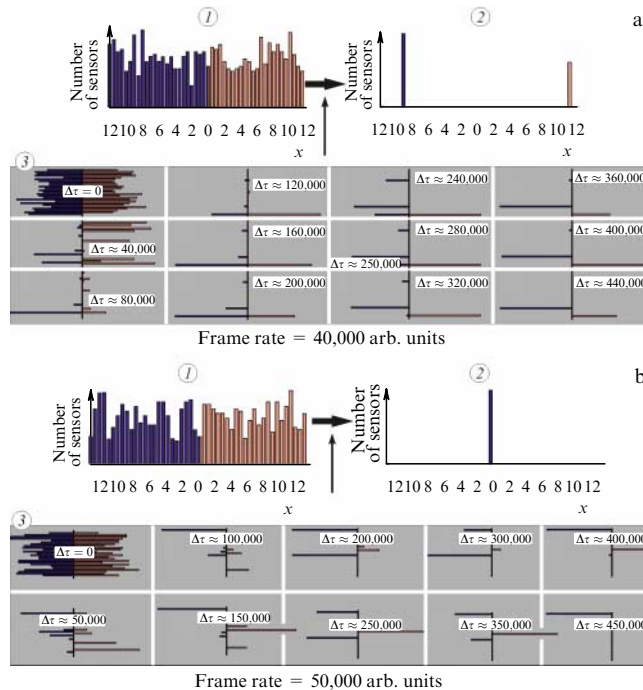 a
1
2
Number
of sensors
Number
of sensors
12 10 8 6 4 2 0 2 4 6 8 10 12
12 10 8 6 4 2 0 2 4 6 8 10 12
x
x
3
Δτ = 0
Δτ ≈ 120,000
Δτ ≈ 240,000
Δτ ≈ 360,000
Δτ ≈ 40,000
Δτ ≈ 160,000
Δτ ≈ 280,000
Δτ ≈ 400,000
Δτ ≈ 250,000
Δτ ≈ 80,000
Δτ ≈ 200,000
Δτ ≈ 320,000
Δτ ≈ 440,000
Frame rate = 40,000 arb. units
b
1
2
Number
of sensors
Number
of sensors
12 10 8 6 4 2 0 2 4 6 8 10 12
12 10 8 6 4 2 0 2 4 6 8 10 12
x
x
3
Δτ = 0
Δτ ≈ 100,000
Δτ ≈ 200,000
Δτ ≈ 300,000
Δτ ≈ 400,000
Δτ ≈ 50,000
Δτ ≈ 150,000
Δτ ≈ 250,000
Δτ ≈ 350,000
Δτ ≈ 450,000
Frame rate = 50,000 arb. units